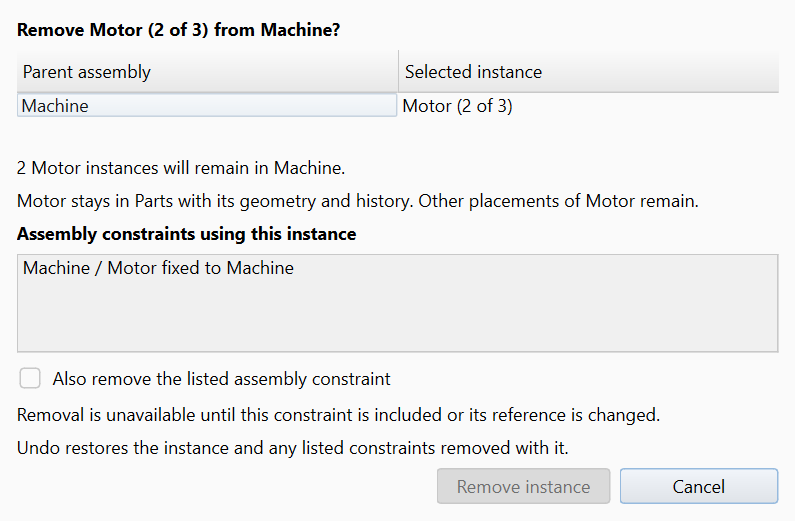 Remove Motor (2 of 3) from Machine?
Parent assembly Selected instance
Machine Motor (2 of 3)
2 Motor instances will remain in Machine.
Motor stays in Parts with its geometry and history. Other placements of Motor remain.
Assembly constraints using this instance
Machine / Motor fixed to Machine
Also remove the listed assembly constraint
Removal is unavailable until this constraint is included or its reference is changed.
Undo restores the instance and any listed constraints removed with it.
Remove instance Cancel